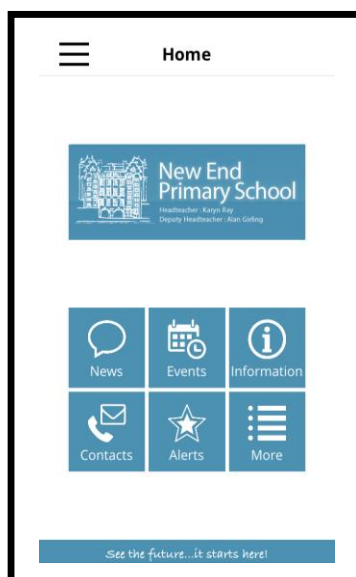 Home
New End
Primary School
Headteacher : Karyn Ray
Deputy Headteacher : Alan Girling
News
Events
Information
Contacts
Alerts
More
See the future...it starts here!